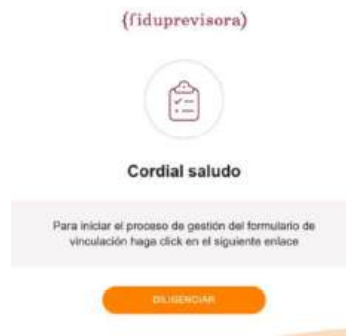 {fiduprevisora)
Cordial saludo
Para iniciar el proceso de gestión del formulario de
vinculación haga click en el siguiente enlace
DILIGENCIAR